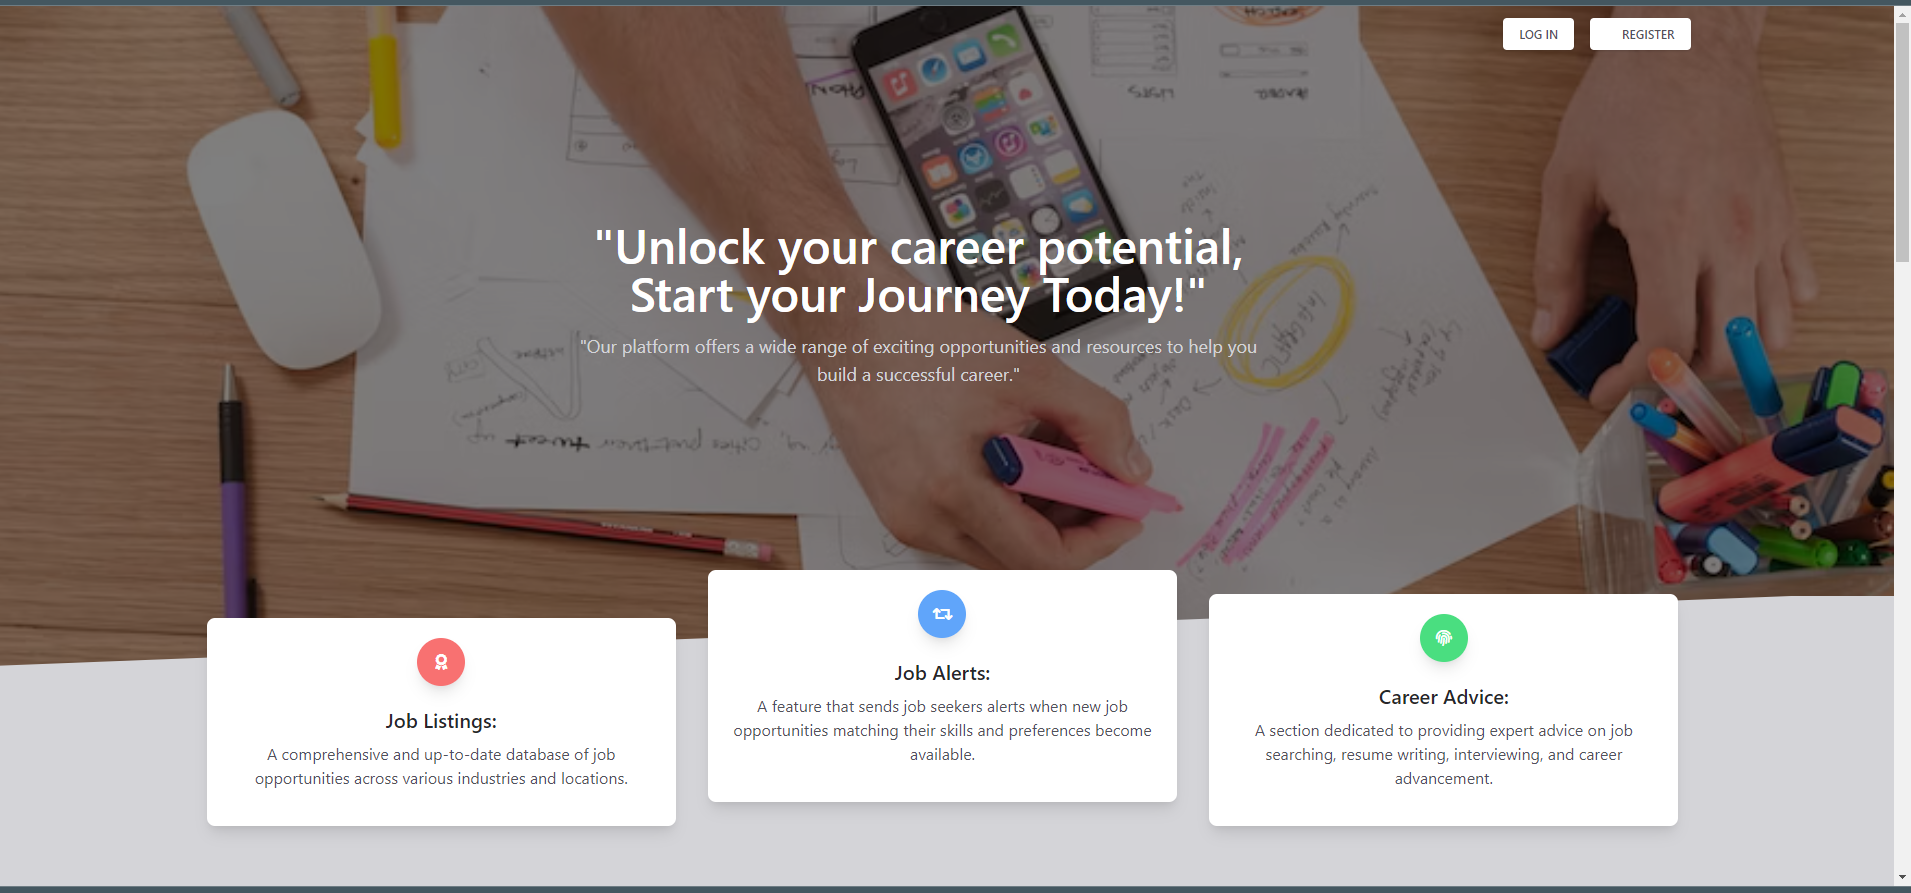 LOG IN
REGISTER
"Unlock your career potential,
Start your Journey Today!"
"Our platform offers a wide range of exciting opportunities and resources to help you
build a successful career."
Job Listings:
A comprehensive and up-to-date database of job
opportunities across various industries and locations.
Job Alerts:
A feature that sends job seekers alerts when new job
opportunities matching their skills and preferences become
available.
Career Advice:
A section dedicated to providing expert advice on job
searching, resume writing, interviewing, and career
advancement.